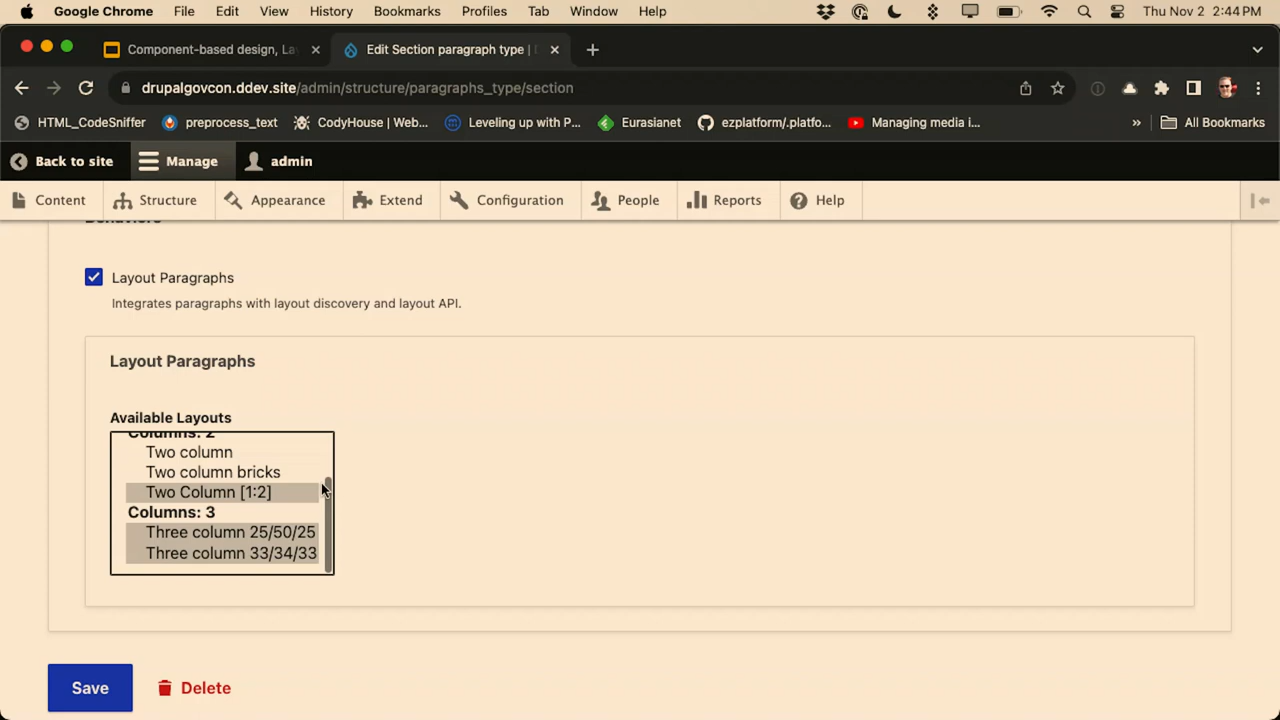 Google Chrome File Edit View History Bookmarks Profiles Tab Window Help Thu Nov 2 2:44 PM
Component-based design, La
Edit Section paragraph type |
drupalgovcon.ddev.site/admin/structure/paragraphs_type/section
HTML_CodeSniffer preprocess_text CodyHouse | Web... Leveling up with P... Eurasianet ezplatform/.platfo... Managing media i... » All Bookmarks
Back to site Manage admin
Content Structure Appearance Extend Configuration People Reports Help
Behaviors
Layout Paragraphs
Integrates paragraphs with layout discovery and layout API.
Layout Paragraphs
Available Layouts
Columns: 2
Two column
Two column bricks
Two Column [1:2]
Columns: 3
Three column 25/50/25
Three column 33/34/33
Save Delete